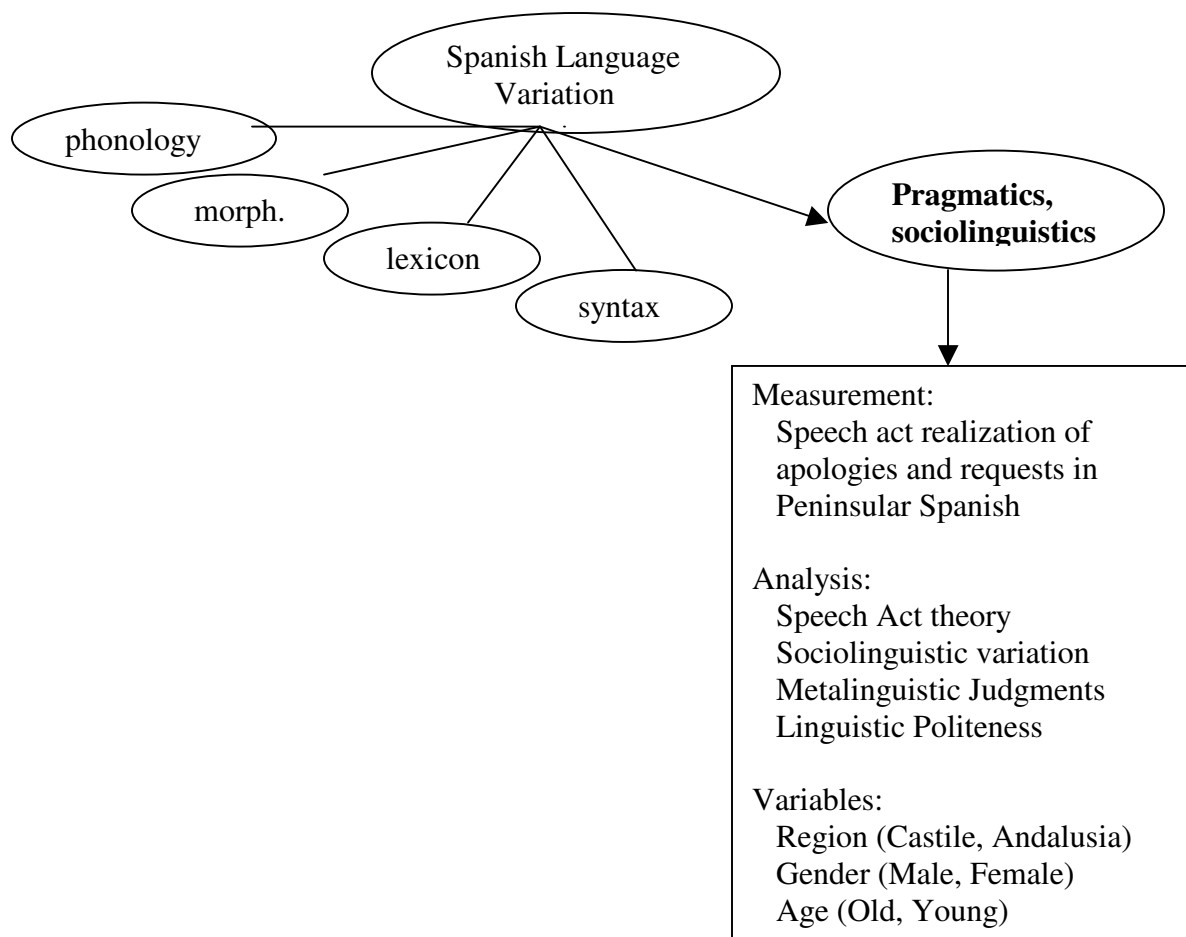 Spanish Language
Variation
phonology
morph.
lexicon
syntax
Pragmatics,
sociolinguistics
Measurement:
Speech act realization of
apologies and requests in
Peninsular Spanish
Analysis:
Speech Act theory
Sociolinguistic variation
Metalinguistic Judgments
Linguistic Politeness
Variables:
Region (Castile, Andalusia)
Gender (Male, Female)
Age (Old, Young)